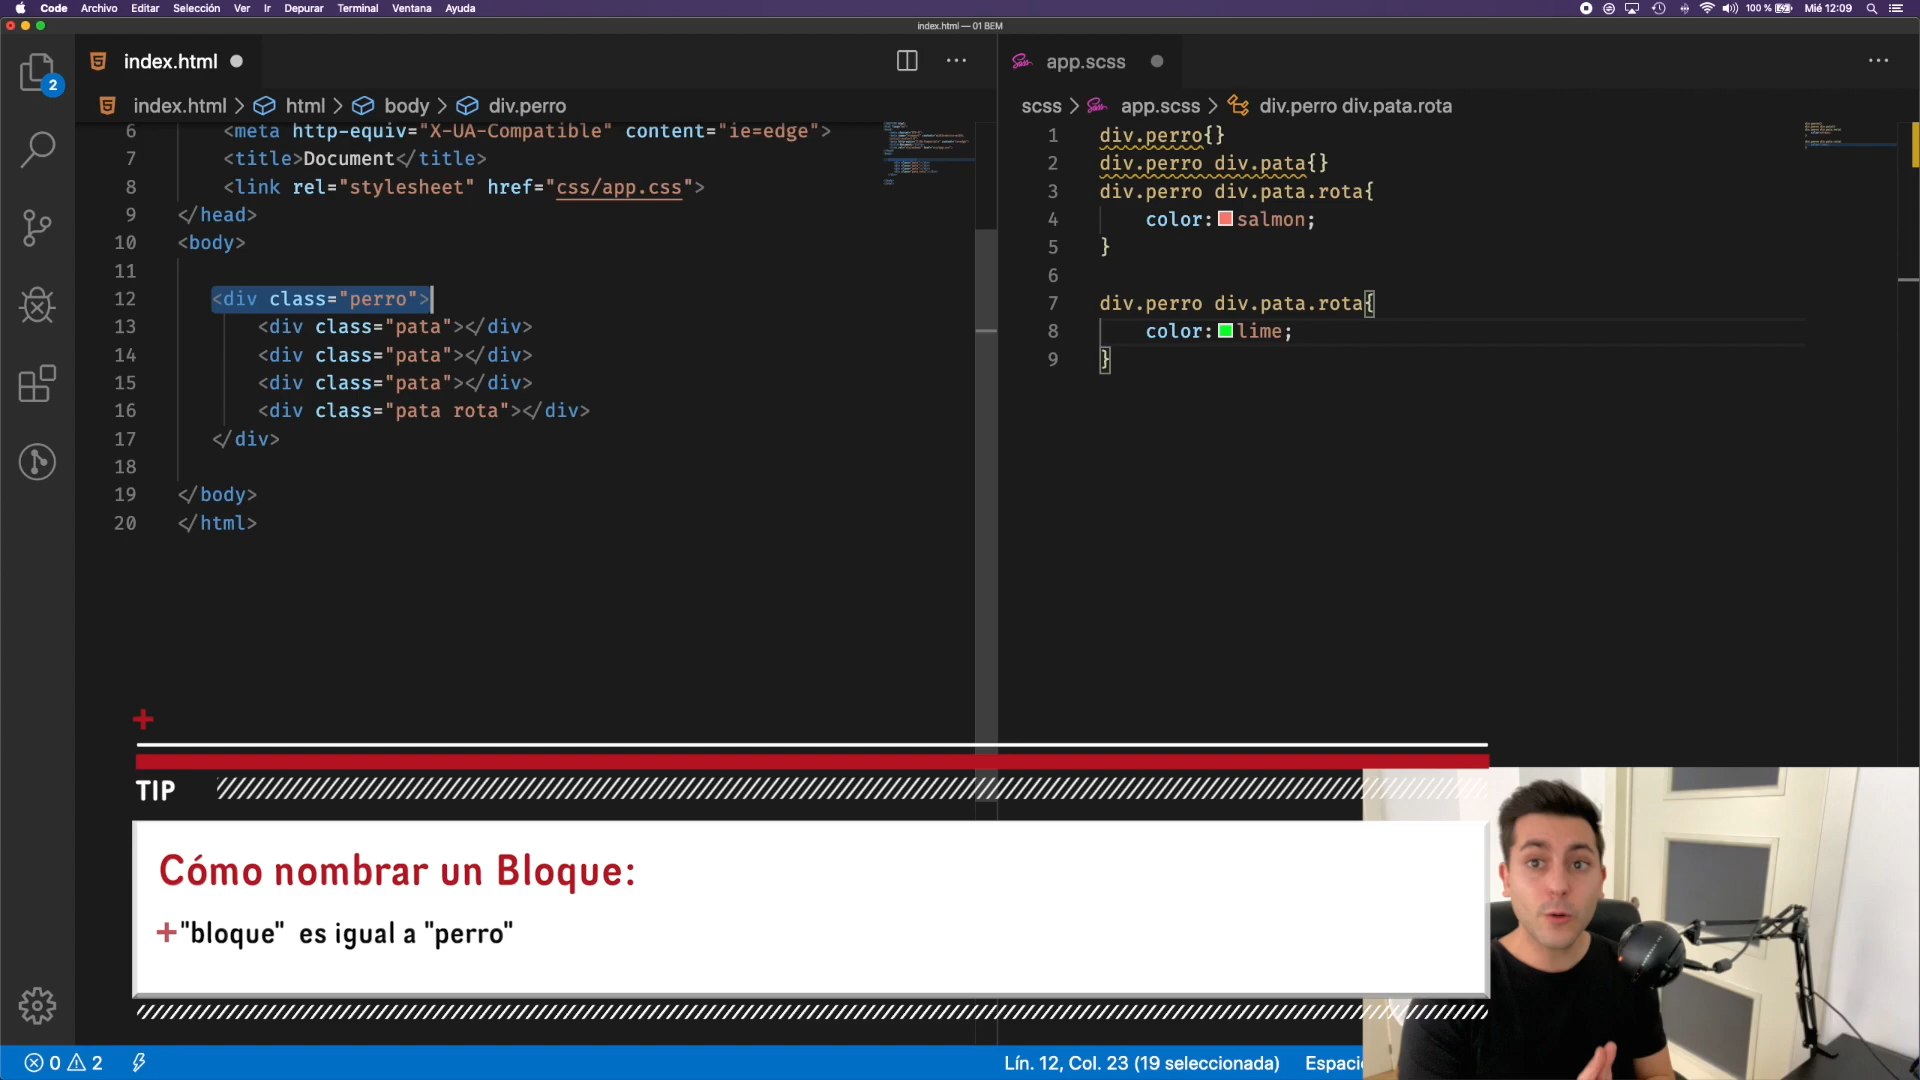 Code Archivo Editar Selección Ver Ir Depurar Terminal Ventana Ayuda
100 % Mié 12:09
index.html — 01 BEM
index.html
app.scss
2
index.html > html > body > div.perro
scss > app.scss > div.perro div.pata.rota
6 <meta http-equiv="X-UA-Compatible" content="ie=edge">
7 <title>Document</title>
8 <link rel="stylesheet" href="css/app.css">
9 </head>
10 <body>
11
12 <div class="perro">
13 <div class="pata"></div>
14 <div class="pata"></div>
15 <div class="pata"></div>
16 <div class="pata rota"></div>
17 </div>
18
19 </body>
20 </html>
1 div.perro{}
2 div.perro div.pata{}
3 div.perro div.pata.rota{
4 color: salmon;
5 }
6
7 div.perro div.pata.rota{
8 color: lime;
9 }
TIP
Cómo nombrar un Bloque:
+"bloque" es igual a "perro"
0 2
Lín. 12, Col. 23 (19 seleccionada)